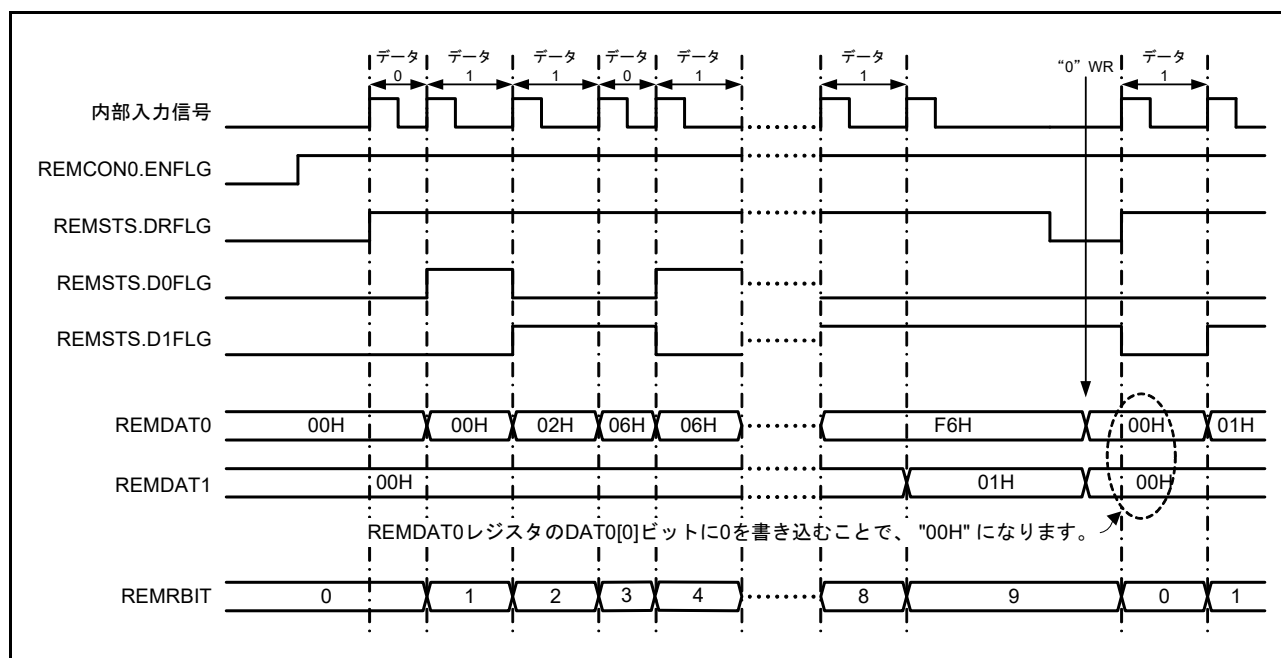 データ データ データ データ データ データ データ
0 1 1 0 1 1 “0” WR 1
内部入力信号
REMCON0.ENFLG
REMSTS.DRFLG
REMSTS.D0FLG
REMSTS.D1FLG
REMDAT0 00H 00H 02H 06H 06H F6H 00H 01H
REMDAT1 00H 01H 00H
REMDAT0レジスタのDAT0[0]ビットに0を書き込むことで、 "00H" になります。
REMRBIT 0 1 2 3 4 8 9 0 1